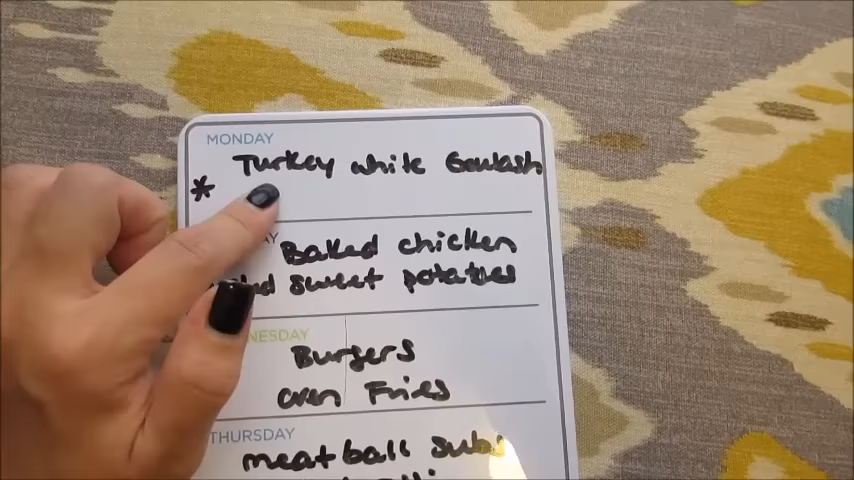 MONDAY
Turkey white Goulash
*
Baked chicken
sweet potatoes
Burgers
oven Fries
THURSDAY
meatball subs